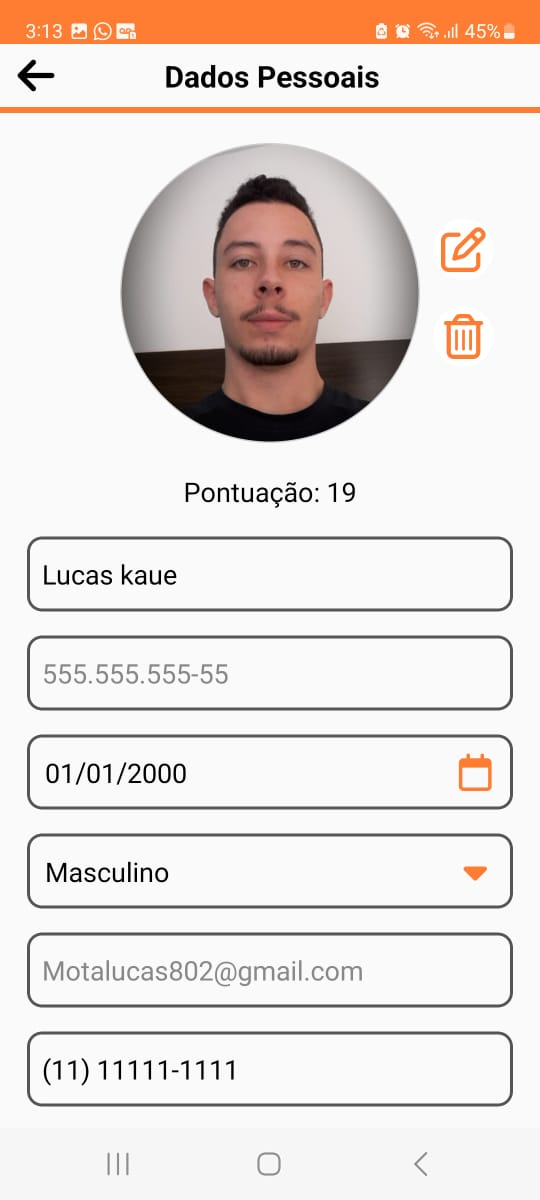 3:13
45%
Dados Pessoais
Pontuação: 19
Lucas kaue
555.555.555-55
01/01/2000
Masculino
Motalucas802@gmail.com
(11) 11111-1111